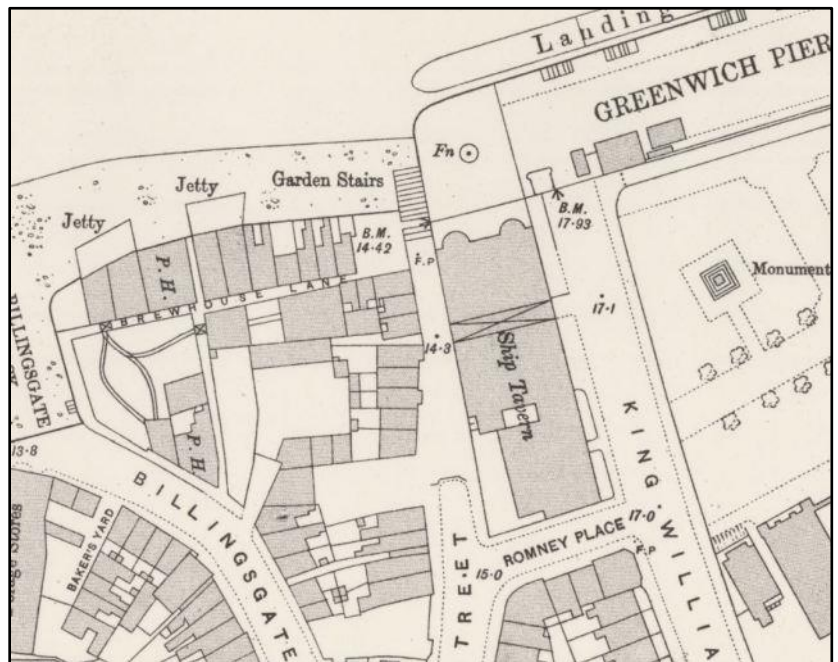 Landing
GREENWICH PIER
Fn
Garden Stairs
Jetty
Jetty
B.M.
14·42
B.M.
17·93
F.P
Monument
P. H.
BREWHOUSE LANE
17·1
14·3
Ship Tavern
BILLINGSGATE
P. H.
13·8
BILLINGSGATE
KING WILLIA
BAKER'S YARD
Stores
TREET
ROMNEY PLACE
17·0
15·0
F.P